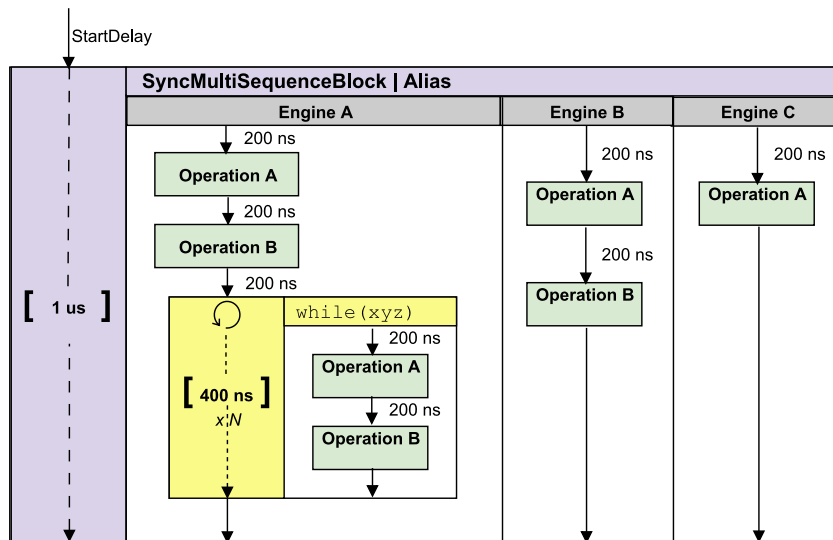 StartDelay
SyncMultiSequenceBlock | Alias
Engine A
Engine B
Engine C
200 ns
200 ns
200 ns
Operation A
Operation A
Operation A
200 ns
Operation B
200 ns
200 ns
Operation B
[ 1 us ]
while(xyz)
200 ns
Operation A
[ 400 ns ]
x N
200 ns
Operation B